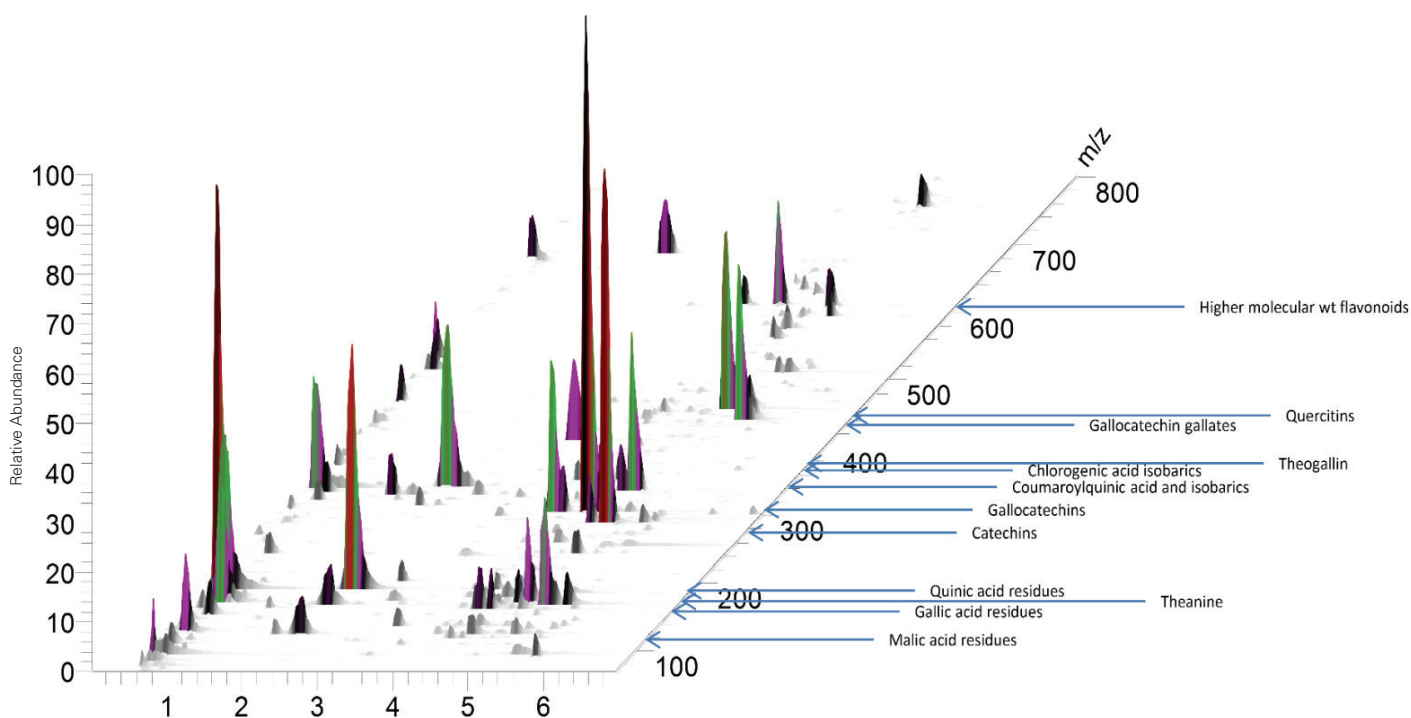 m/z
800
700
Higher molecular wt flavonoids
600
500
Quercitins
Gallocatechin gallates
400
Theogallin
Chlorogenic acid isobarics
Coumaroylquinic acid and isobarics
Gallocatechins
300
Catechins
Quinic acid residues
200
Theanine
Gallic acid residues
Malic acid residues
100
Relative Abundance
100
90
80
70
60
50
40
30
20
10
0
1 2 3 4 5 6